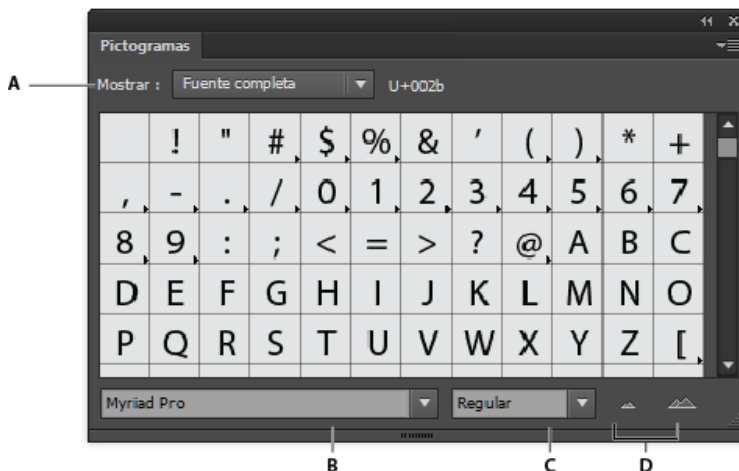 Pictogramas
A Mostrar : Fuente completa U+002b
! " # $ % & ' ( ) * +
, - . / 0 1 2 3 4 5 6 7
8 9 : ; < = > ? @ A B C
D E F G H I J K L M N O
P Q R S T U V W X Y Z [
Myriad Pro Regular
B C D